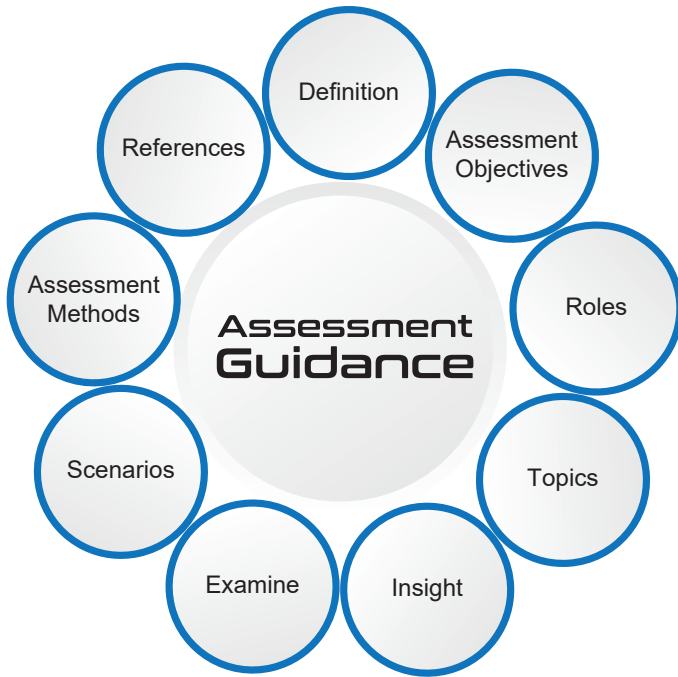 Definition
Assessment
Objectives
Roles
Topics
Insight
Examine
Scenarios
Assessment
Methods
References
Assessment
Guidance